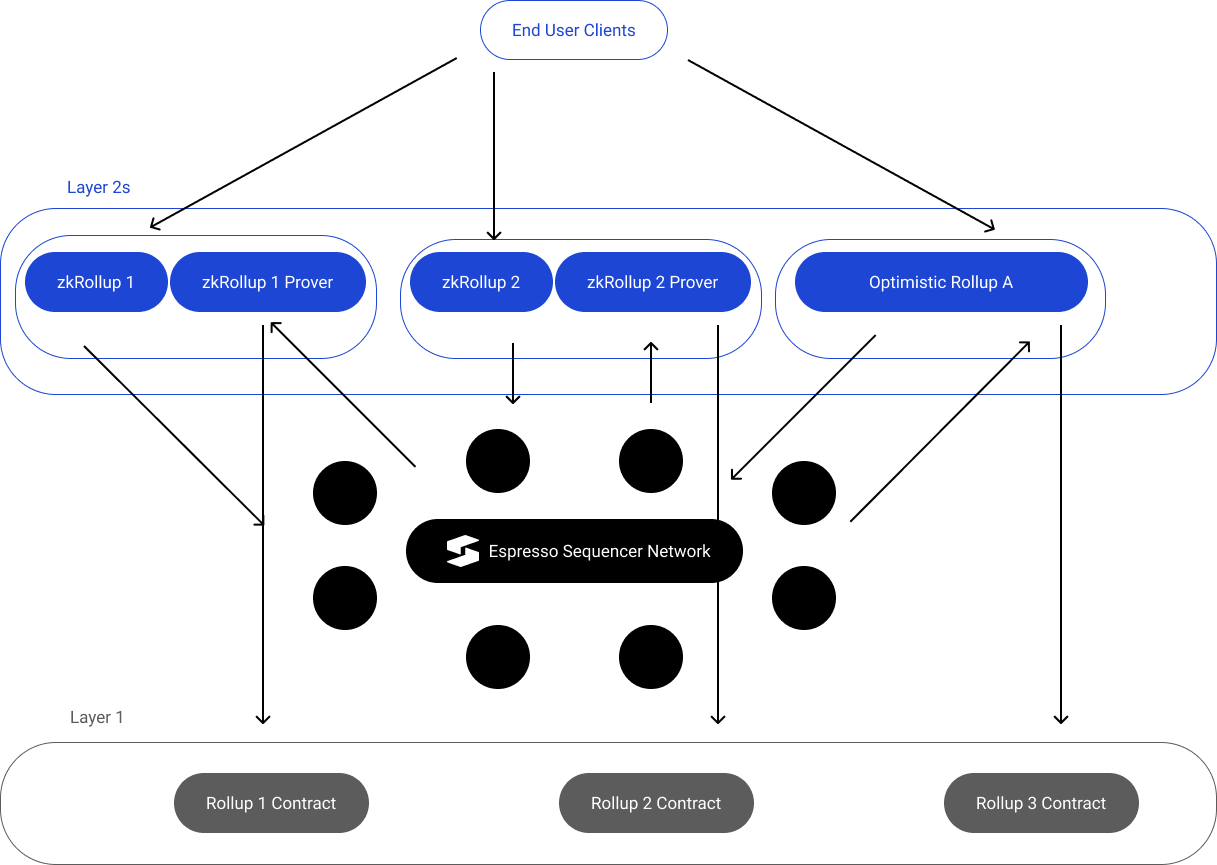 End User Clients
Layer 2s
zkRollup 1
zkRollup 1 Prover
zkRollup 2
zkRollup 2 Prover
Optimistic Rollup A
Espresso Sequencer Network
Layer 1
Rollup 1 Contract
Rollup 2 Contract
Rollup 3 Contract